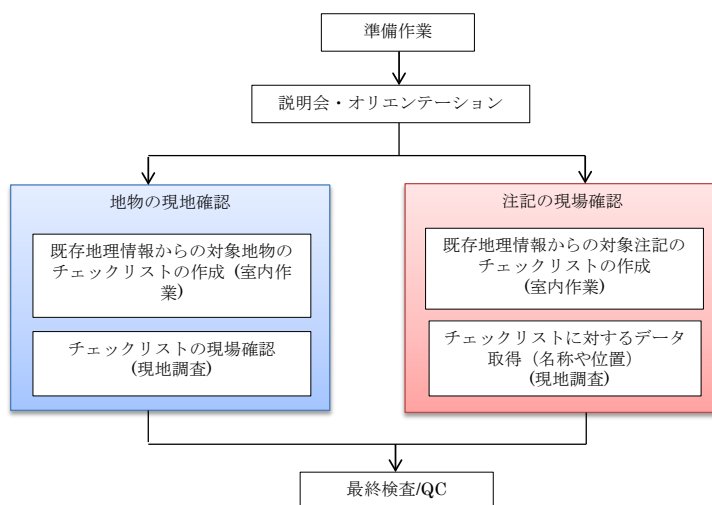 準備作業
説明会・オリエンテーション
地物の現地確認
既存地理情報からの対象地物の
チェックリストの作成 (室内作
業)
チェックリストの現場確認
(現地調査)
注記の現場確認
既存地理情報からの対象注記の
チェックリストの作成
(室内作業)
チェックリストに対するデータ
取得（名称や位置）
(現地調査)
最終検査/QC